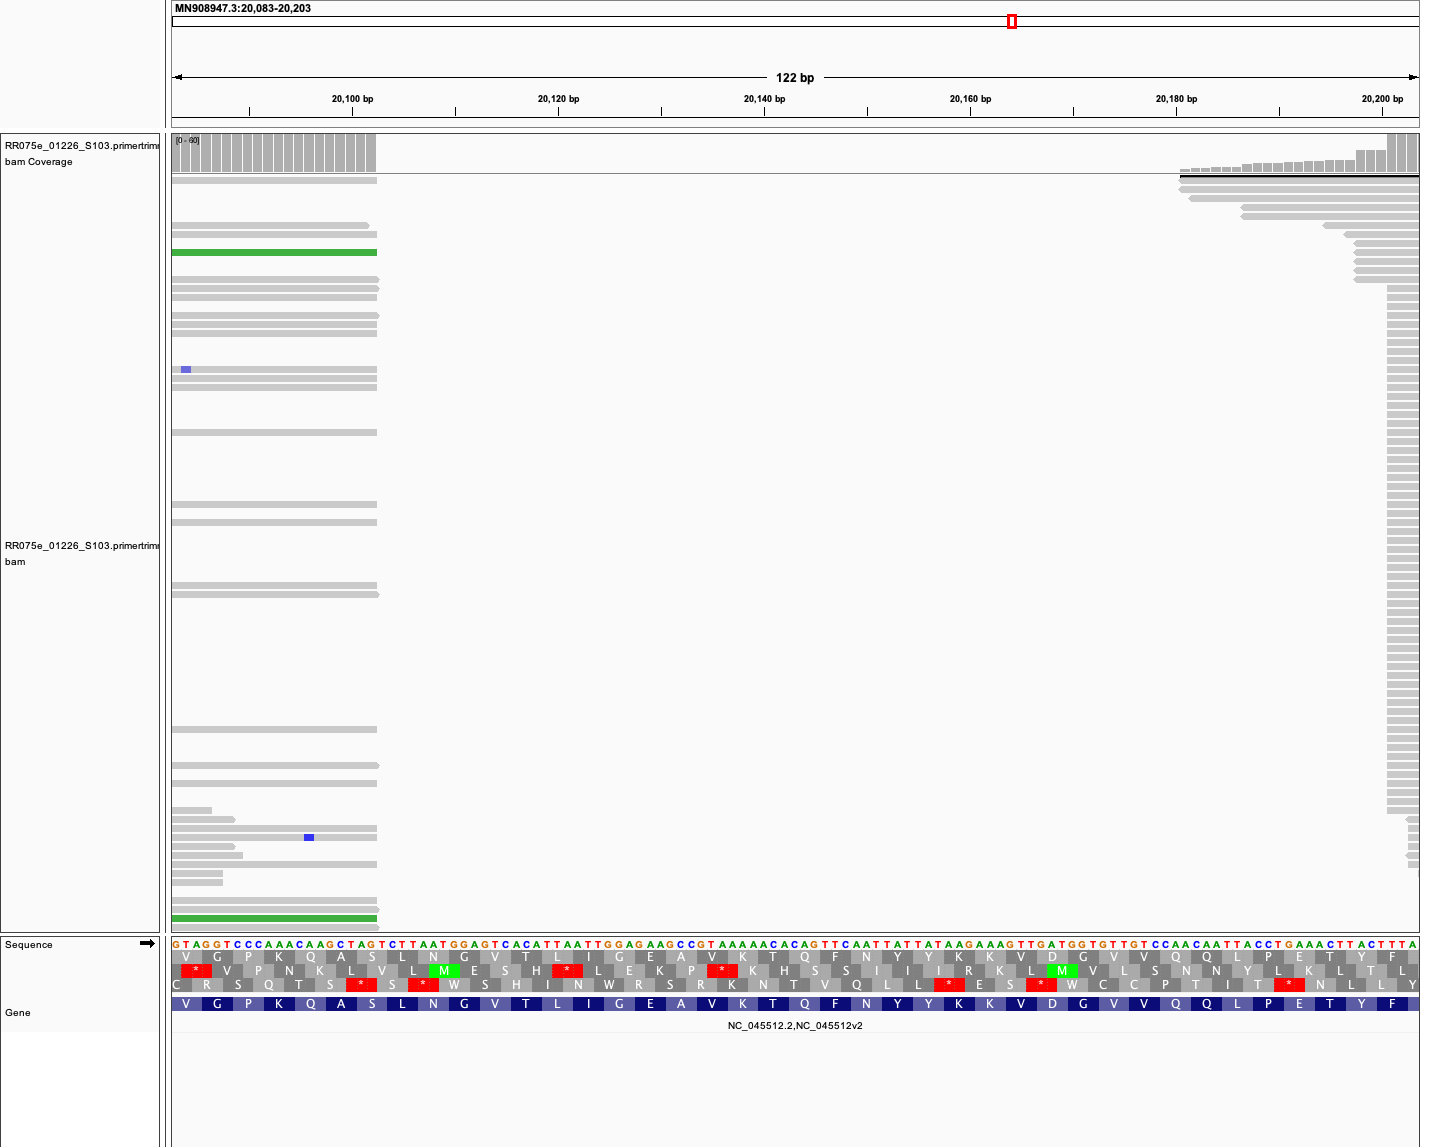 MN908947.3:20,083-20,203
122 bp
20,100 bp 20,120 bp 20,140 bp 20,160 bp 20,180 bp 20,200 bp
RR075e_01226_S103.primertrim
bam Coverage
[0 - 60]
RR075e_01226_S103.primertrim
bam
Sequence
GTAGGTCCCAAACAAGCTAGTCTTAATGGAGTCACATTAATTGGAGAAGCCGTAAAAACACAGTTCAATTATTATAAGAAAGTTGATGGTGTTGTCCAACAATTACCTGAAACTTACTTTA
V G P K Q A S L N G V T L I G E A V K T Q F N Y Y K K V D G V V Q Q L P E T Y F
* V P N K L V L M E S H * L E K P * K H S S I I I R K L M V L S N N Y L K L T L
C R S Q T S * S * W S H I N W R S R K N T V Q L L * E S * W C C P T I T * N L L Y
Gene
V G P K Q A S L N G V T L I G E A V K T Q F N Y Y K K V D G V V Q Q L P E T Y F
NC_045512.2,NC_045512v2